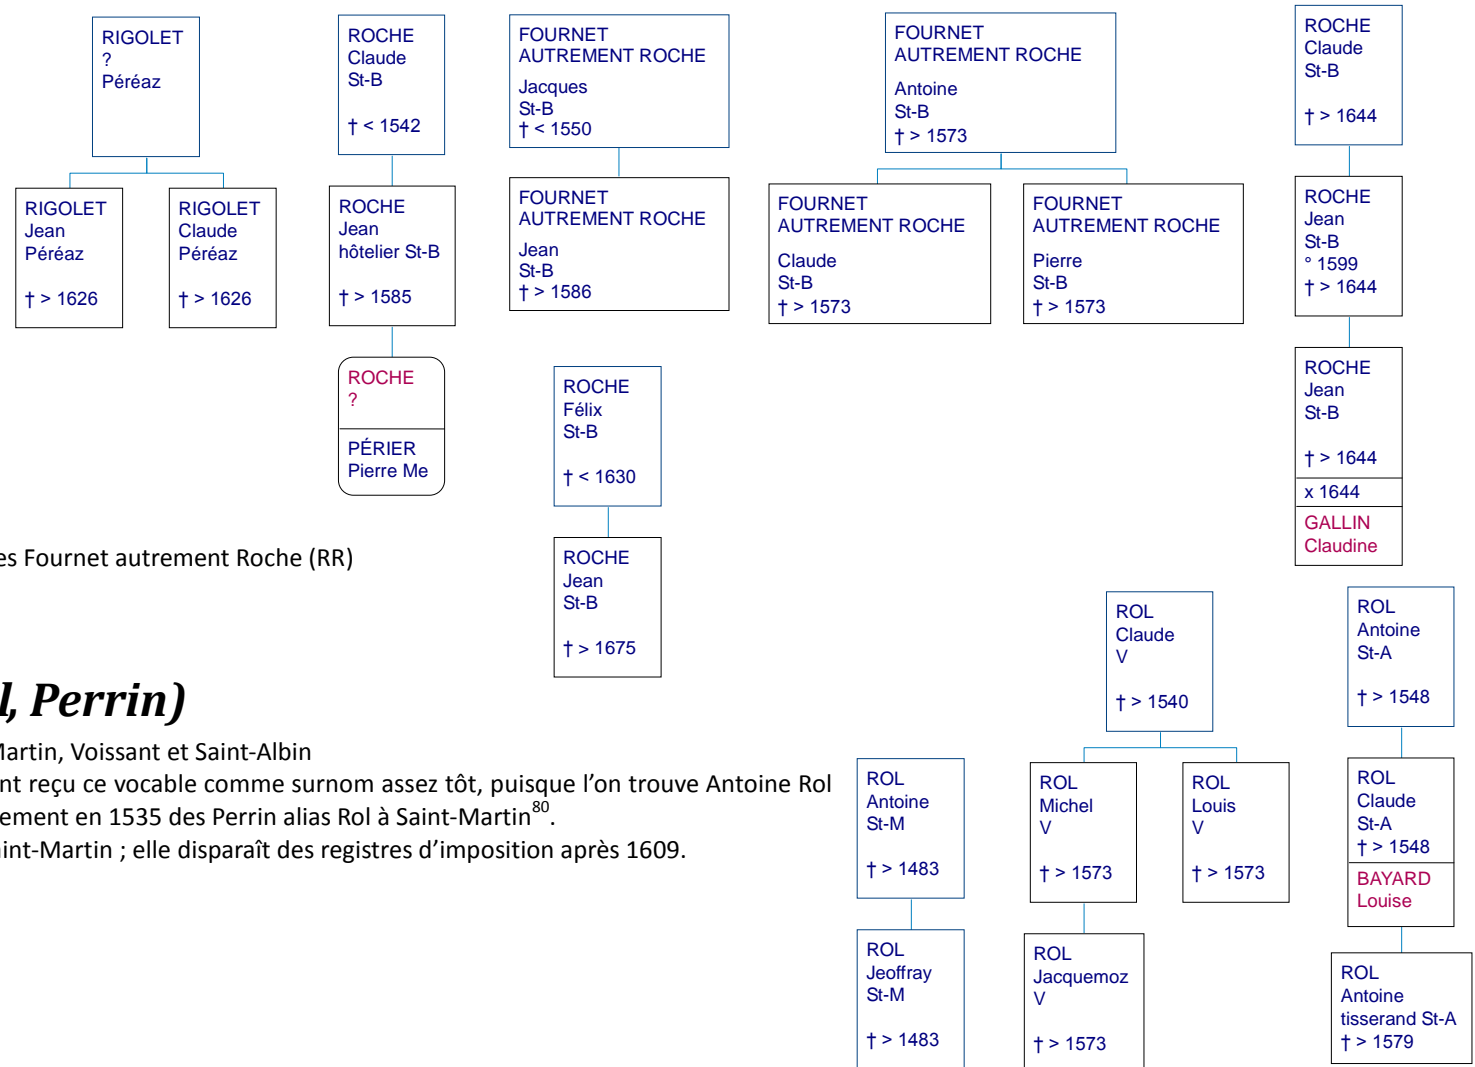 RIGOLET
?
Péréaz
RIGOLET
Jean
Péréaz
† > 1626
RIGOLET
Claude
Péréaz
† > 1626
ROCHE
Claude
St-B
† < 1542
ROCHE
Jean
hôtelier St-B
† > 1585
ROCHE
?
PÉRIER
Pierre Me
FOURNET
AUTREMENT ROCHE
Jacques
St-B
† < 1550
FOURNET
AUTREMENT ROCHE
Jean
St-B
† > 1586
ROCHE
Félix
St-B
† < 1630
ROCHE
Jean
St-B
† > 1675
FOURNET
AUTREMENT ROCHE
Antoine
St-B
† > 1573
FOURNET
AUTREMENT ROCHE
Claude
St-B
† > 1573
FOURNET
AUTREMENT ROCHE
Pierre
St-B
† > 1573
ROCHE
Claude
St-B
† > 1644
ROCHE
Jean
St-B
° 1599
† > 1644
ROCHE
Jean
St-B
† > 1644
x 1644
GALLIN
Claudine
es Fournet autrement Roche (RR)
l, Perrin)
Martin, Voissant et Saint-Albin
nt reçu ce vocable comme surnom assez tôt, puisque l’on trouve Antoine Rol
ement en 1535 des Perrin alias Rol à Saint-Martin80.
int-Martin ; elle disparaît des registres d’imposition après 1609.
ROL
Antoine
St-M
† > 1483
ROL
Jeoffray
St-M
† > 1483
ROL
Claude
V
† > 1540
ROL
Michel
V
† > 1573
ROL
Louis
V
† > 1573
ROL
Jacquemoz
V
† > 1573
ROL
Antoine
St-A
† > 1548
ROL
Claude
St-A
† > 1548
BAYARD
Louise
ROL
Antoine
tisserand St-A
† > 1579